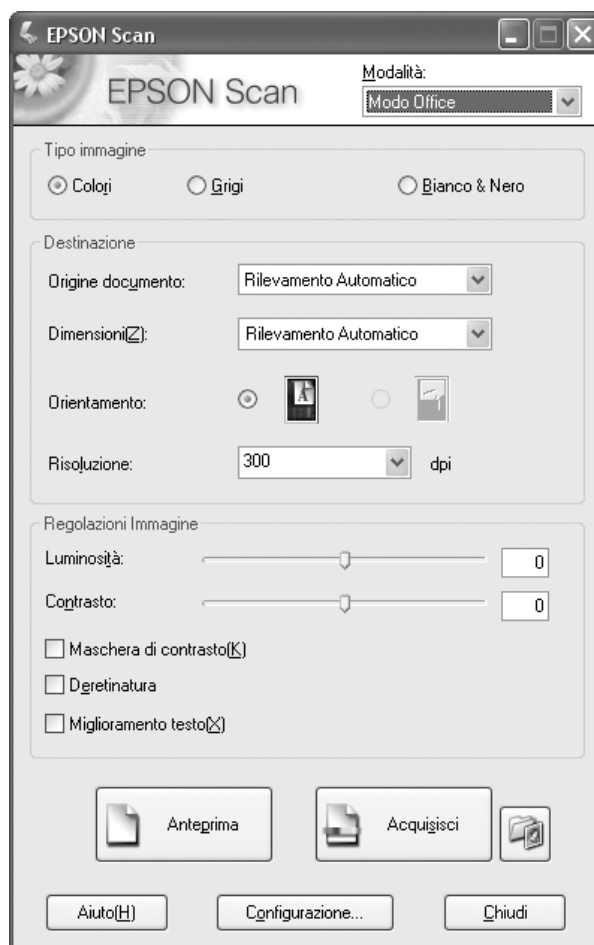 EPSON Scan
EPSON Scan
Modalità:
Modo Office
Tipo immagine
Colori
Grigi
Bianco & Nero
Destinazione
Origine documento:
Rilevamento Automatico
Dimensioni(Z):
Rilevamento Automatico
Orientamento:
A
Risoluzione:
300
dpi
Regolazioni Immagine
Luminosità:
0
Contrasto:
0
Maschera di contrasto(K)
Deretinatura
Miglioramento testo(X)
Anteprima
Acquisisci
Aiuto(H)
Configurazione...
Chiudi